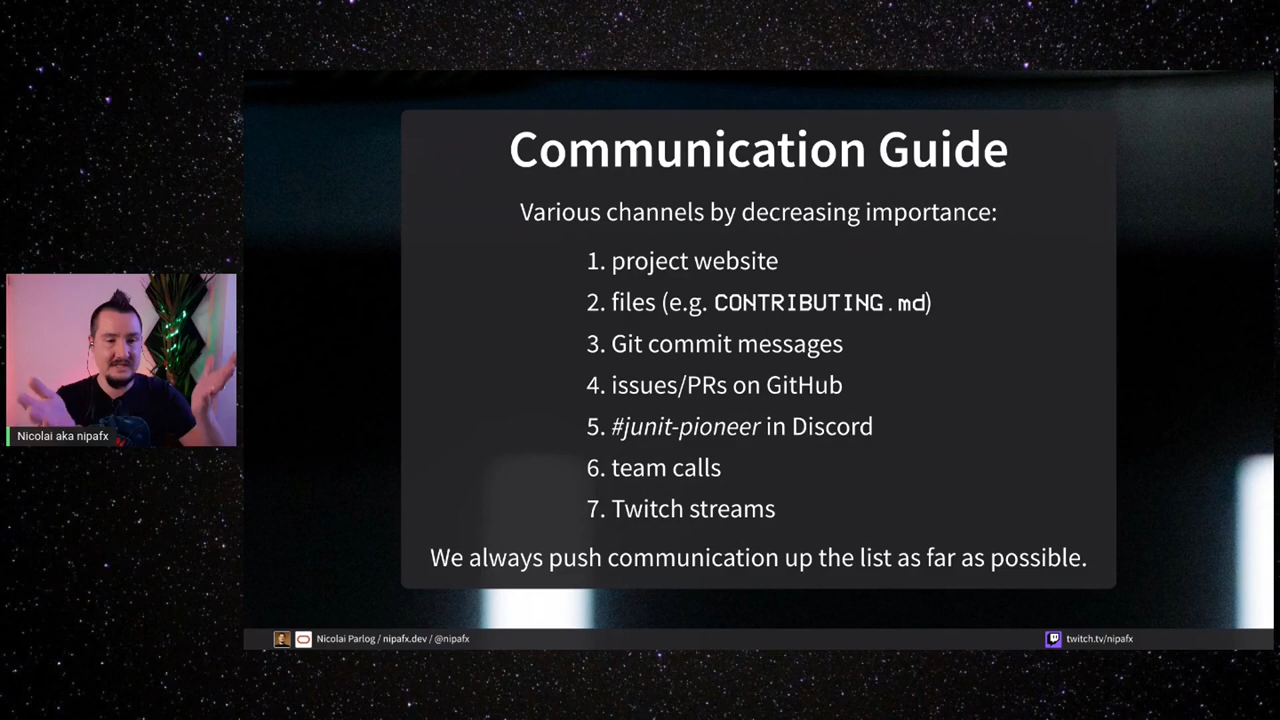 Communication Guide
Various channels by decreasing importance:
1. project website
2. files (e.g. CONTRIBUTING.md)
3. Git commit messages
4. issues/PRs on GitHub
5. #junit-pioneer in Discord
6. team calls
7. Twitch streams
We always push communication up the list as far as possible.
Nicolai aka nipafx
Nicolai Parlog / nipafx.dev / @nipafx
twitch.tv/nipafx